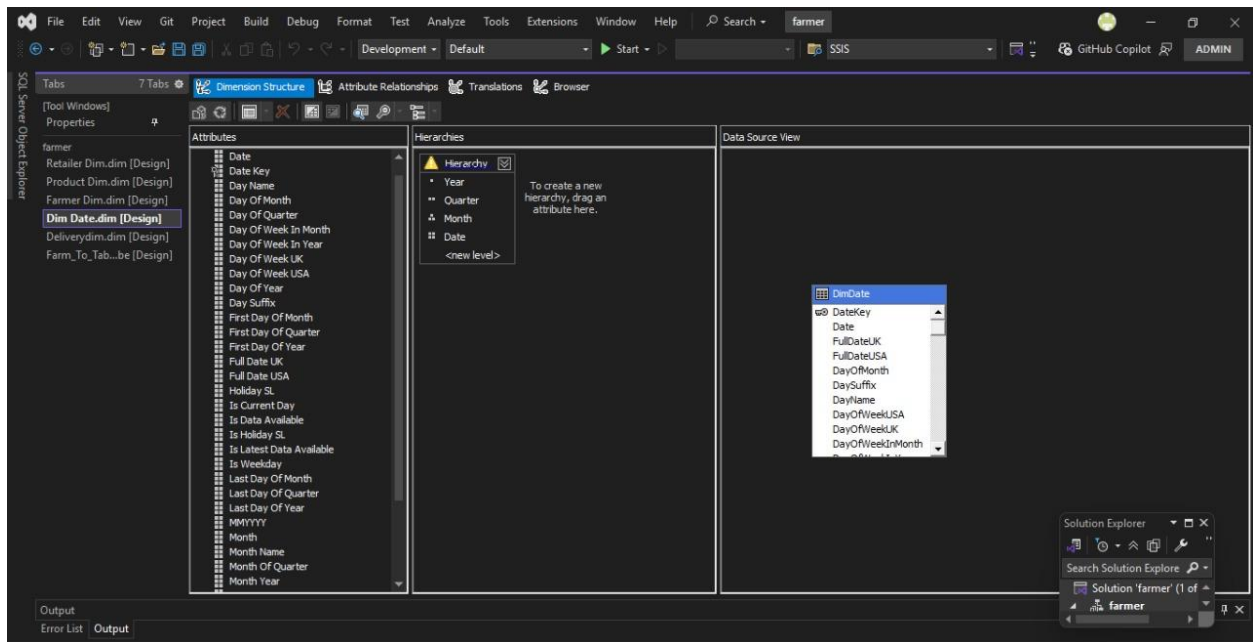 File Edit View Git Project Build Debug Format Test Analyze Tools Extensions Window Help Search farmer
Development Default Start SSIS GitHub Copilot ADMIN
SQL Server Object Explorer
Tabs 7 Tabs
[Tool Windows]
Properties
farmer
Retailer Dim.dim [Design]
Product Dim.dim [Design]
Farmer Dim.dim [Design]
Dim Date.dim [Design]
Deliverydim.dim [Design]
Farm_To_Tab...be [Design]
Dimension Structure Attribute Relationships Translations Browser
Attributes
Date
Date Key
Day Name
Day Of Month
Day Of Quarter
Day Of Week In Month
Day Of Week In Year
Day Of Week UK
Day Of Week USA
Day Of Year
Day Suffix
First Day Of Month
First Day Of Quarter
First Day Of Year
Full Date UK
Full Date USA
Holiday SL
Is Current Day
Is Data Available
Is Holiday SL
Is Latest Data Available
Is Weekday
Last Day Of Month
Last Day Of Quarter
Last Day Of Year
MMYYYY
Month
Month Name
Month Of Quarter
Month Year
Hierarchies
Hierarchy
Year
Quarter
Month
Date
<new level>
To create a new
hierarchy, drag an
attribute here.
Data Source View
DimDate
DateKey
Date
FullDateUK
FullDateUSA
DayOfMonth
DaySuffix
DayName
DayOfWeekUSA
DayOfWeekUK
DayOfWeekInMonth
Solution Explorer
Search Solution Explore
Solution 'farmer' (1 of
farmer
Output
Error List Output